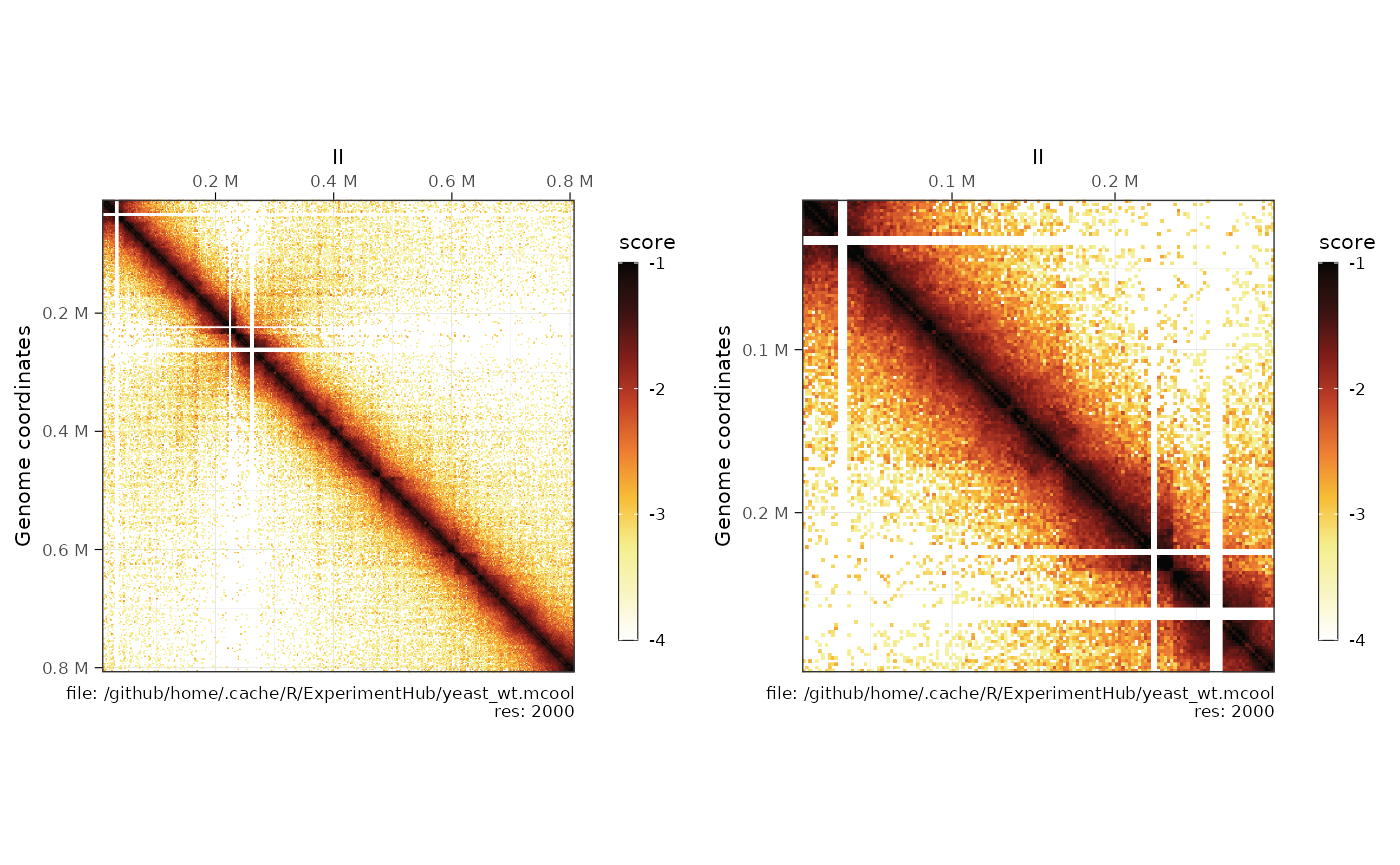 II
0.2 M 0.4 M 0.6 M 0.8 M
Genome coordinates
0.2 M
0.4 M
0.6 M
0.8 M
score
-1
-2
-3
-4
file: /github/home/.cache/R/ExperimentHub/yeast_wt.mcool
res: 2000
II
0.1 M 0.2 M
Genome coordinates
0.1 M
0.2 M
score
-1
-2
-3
-4
file: /github/home/.cache/R/ExperimentHub/yeast_wt.mcool
res: 2000